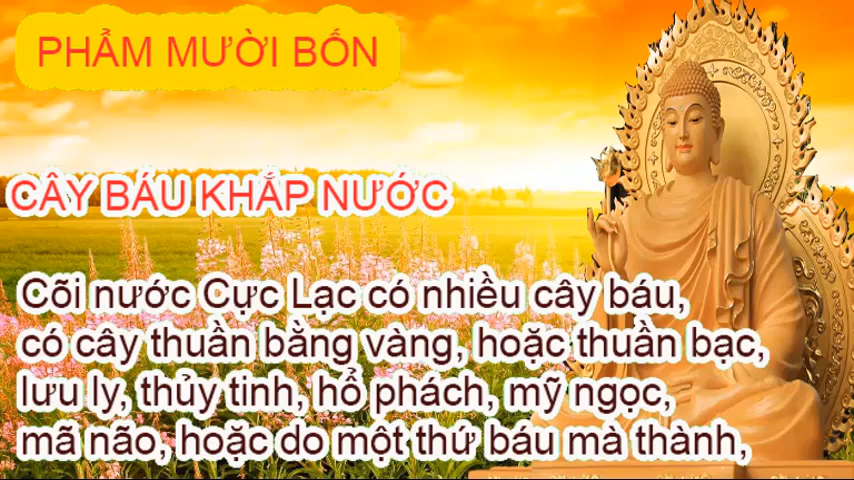 PHẨM MƯỜI BỐN
CÂY BÁU KHẮP NƯỚC
Cõi nước Cực Lạc có nhiều cây báu,
có cây thuần bằng vàng, hoặc thuần bạc,
lưu ly, thủy tinh, hổ phách, mỹ ngọc,
mã não, hoặc do một thứ báu mà thành,